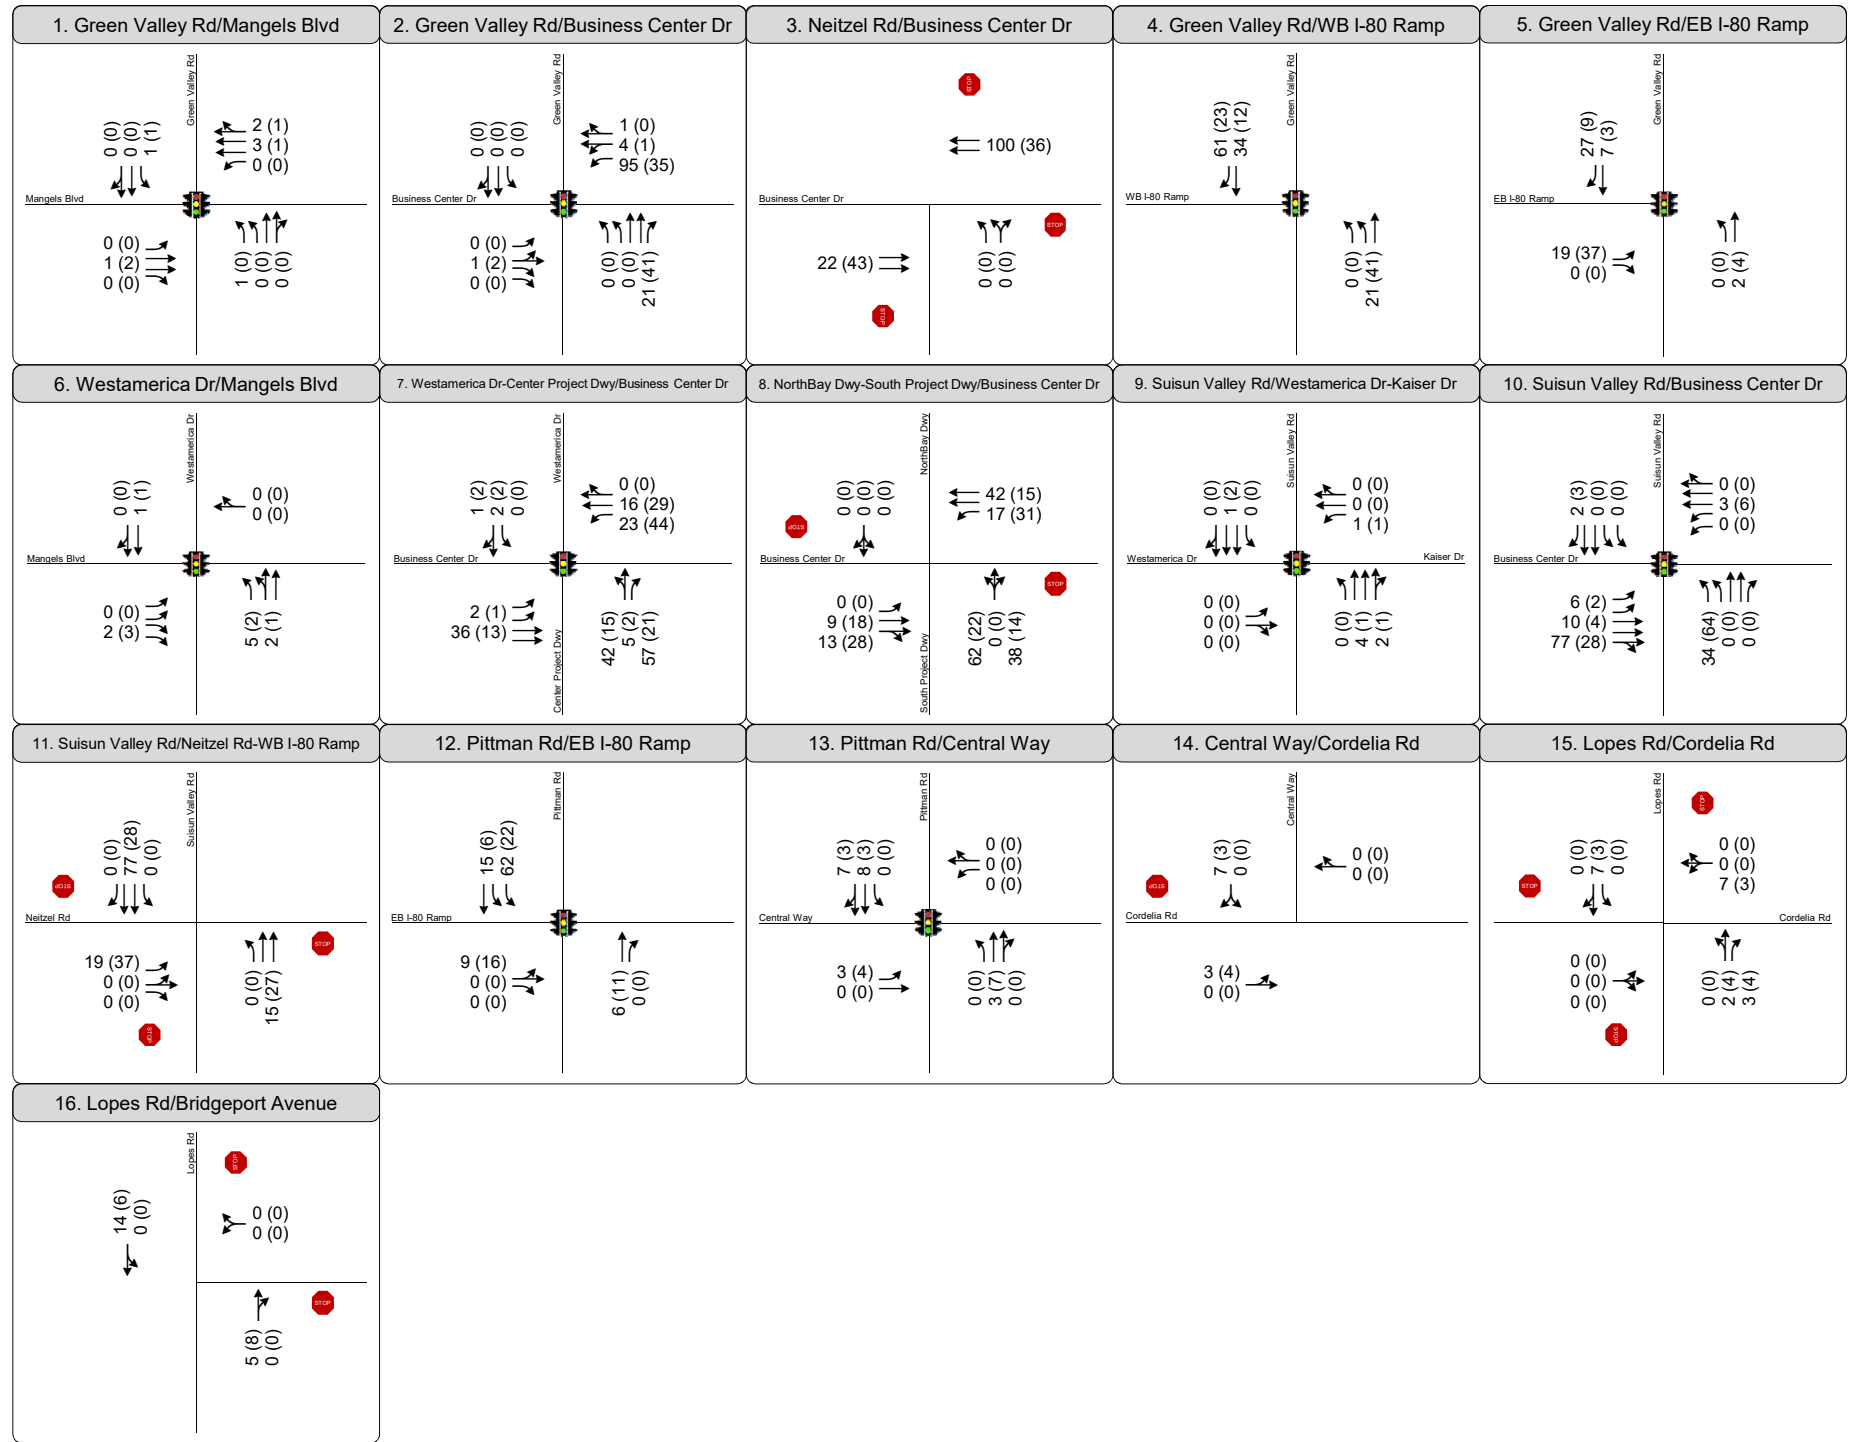 1. Green Valley Rd/Mangels Blvd
Green Valley Rd
0 (0)
0 (0)
1 (1)
2 (1)
3 (1)
0 (0)
Mangels Blvd
0 (0)
1 (2)
0 (0)
1 (0)
0 (0)
0 (0)
2. Green Valley Rd/Business Center Dr
Green Valley Rd
0 (0)
0 (0)
0 (0)
1 (0)
4 (1)
95 (35)
Business Center Dr
0 (0)
1 (2)
0 (0)
0 (0)
0 (0)
21 (41)
3. Neitzel Rd/Business Center Dr
STOP
100 (36)
Business Center Dr
STOP
22 (43)
0 (0)
0 (0)
STOP
4. Green Valley Rd/WB I-80 Ramp
Green Valley Rd
61 (23)
34 (12)
WB I-80 Ramp
0 (0)
21 (41)
5. Green Valley Rd/EB I-80 Ramp
Green Valley Rd
27 (9)
7 (3)
EB I-80 Ramp
19 (37)
0 (0)
0 (0)
2 (4)
6. Westamerica Dr/Mangels Blvd
Westamerica Dr
0 (0)
1 (1)
0 (0)
0 (0)
Mangels Blvd
0 (0)
2 (3)
5 (2)
2 (1)
7. Westamerica Dr-Center Project Dwy/Business Center Dr
Westamerica Dr
1 (2)
2 (2)
0 (0)
0 (0)
16 (29)
23 (44)
Business Center Dr
2 (1)
36 (13)
42 (15)
5 (2)
57 (21)
Center Project Dwy
8. NorthBay Dwy-South Project Dwy/Business Center Dr
NorthBay Dwy
0 (0)
0 (0)
0 (0)
42 (15)
17 (31)
STOP
Business Center Dr
STOP
0 (0)
9 (18)
13 (28)
62 (22)
0 (0)
38 (14)
South Project Dwy
9. Suisun Valley Rd/Westamerica Dr-Kaiser Dr
Suisun Valley Rd
0 (0)
1 (2)
0 (0)
0 (0)
0 (0)
1 (1)
Westamerica Dr
Kaiser Dr
0 (0)
0 (0)
0 (0)
0 (0)
4 (1)
2 (1)
10. Suisun Valley Rd/Business Center Dr
Suisun Valley Rd
2 (3)
0 (0)
0 (0)
0 (0)
3 (6)
0 (0)
Business Center Dr
6 (2)
10 (4)
77 (28)
34 (64)
0 (0)
0 (0)
11. Suisun Valley Rd/Neitzel Rd-WB I-80 Ramp
Suisun Valley Rd
0 (0)
77 (28)
0 (0)
STOP
Neitzel Rd
STOP
19 (37)
0 (0)
0 (0)
0 (0)
15 (27)
STOP
12. Pittman Rd/EB I-80 Ramp
Pittman Rd
15 (6)
62 (22)
EB I-80 Ramp
9 (16)
0 (0)
0 (0)
6 (11)
0 (0)
13. Pittman Rd/Central Way
Pittman Rd
7 (3)
8 (3)
0 (0)
0 (0)
0 (0)
0 (0)
Central Way
3 (4)
0 (0)
0 (0)
3 (7)
0 (0)
14. Central Way/Cordelia Rd
Central Way
7 (3)
0 (0)
0 (0)
0 (0)
STOP
Cordelia Rd
3 (4)
0 (0)
15. Lopes Rd/Cordelia Rd
Lopes Rd
STOP
0 (0)
7 (3)
0 (0)
0 (0)
0 (0)
7 (3)
STOP
Cordelia Rd
0 (0)
0 (0)
0 (0)
0 (0)
2 (4)
3 (4)
STOP
16. Lopes Rd/Bridgeport Avenue
Lopes Rd
STOP
14 (6)
0 (0)
0 (0)
0 (0)
STOP
5 (8)
0 (0)